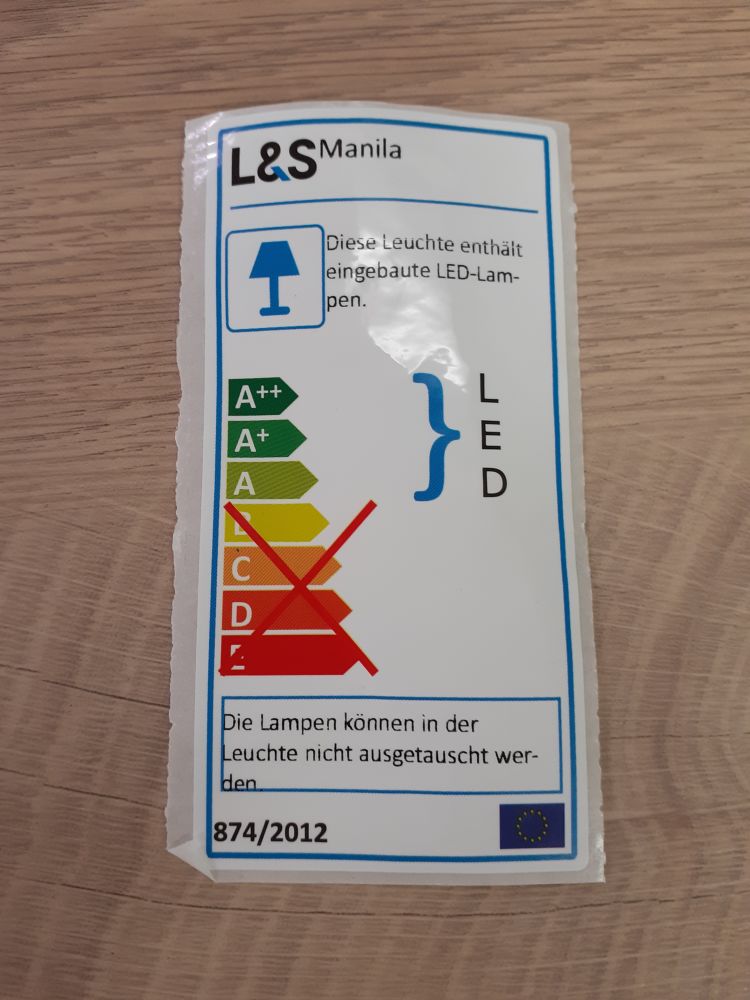 L&S Manila
Diese Leuchte enthält
eingebaute LED-Lam-
pen.
A++
A+
A
B
C
D
E
L
E
D
Die Lampen können in der
Leuchte nicht ausgetauscht wer-
den.
874/2012